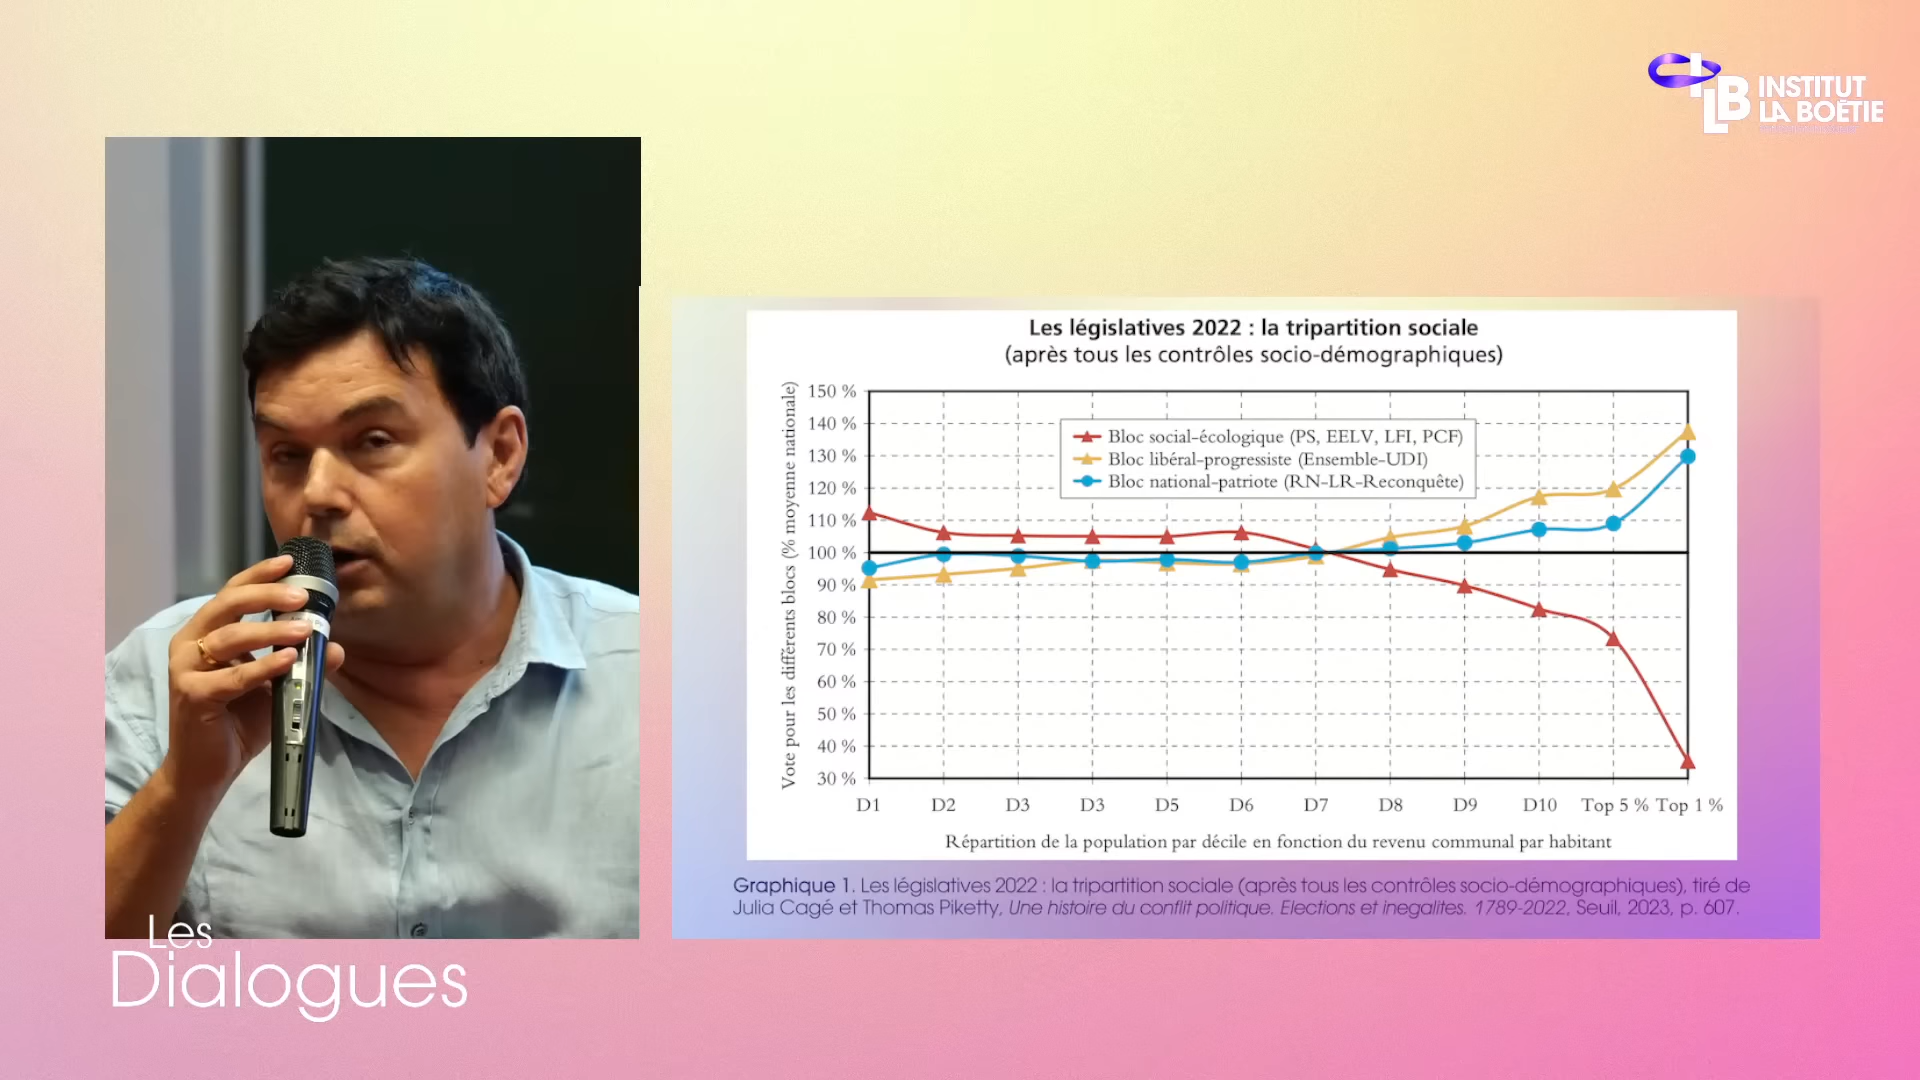 INSTITUT
LA BOÉTIE
Les législatives 2022 : la tripartition sociale
(après tous les contrôles socio-démographiques)
Vote pour les différents blocs (% moyenne nationale)
150 %
140 %
130 %
120 %
110 %
100 %
90 %
80 %
70 %
60 %
50 %
40 %
30 %
Bloc social-écologique (PS, EELV, LFI, PCF)
Bloc libéral-progressiste (Ensemble-UDI)
Bloc national-patriote (RN-LR-Reconquête)
D1 D2 D3 D3 D5 D6 D7 D8 D9 D10 Top 5 % Top 1 %
Répartition de la population par décile en fonction du revenu communal par habitant
Graphique 1. Les législatives 2022 : la tripartition sociale (après tous les contrôles socio-démographiques), tiré de
Julia Cagé et Thomas Piketty, Une histoire du conflit politique. Elections et inegalites. 1789-2022, Seuil, 2023, p. 607.
Les
Dialogues